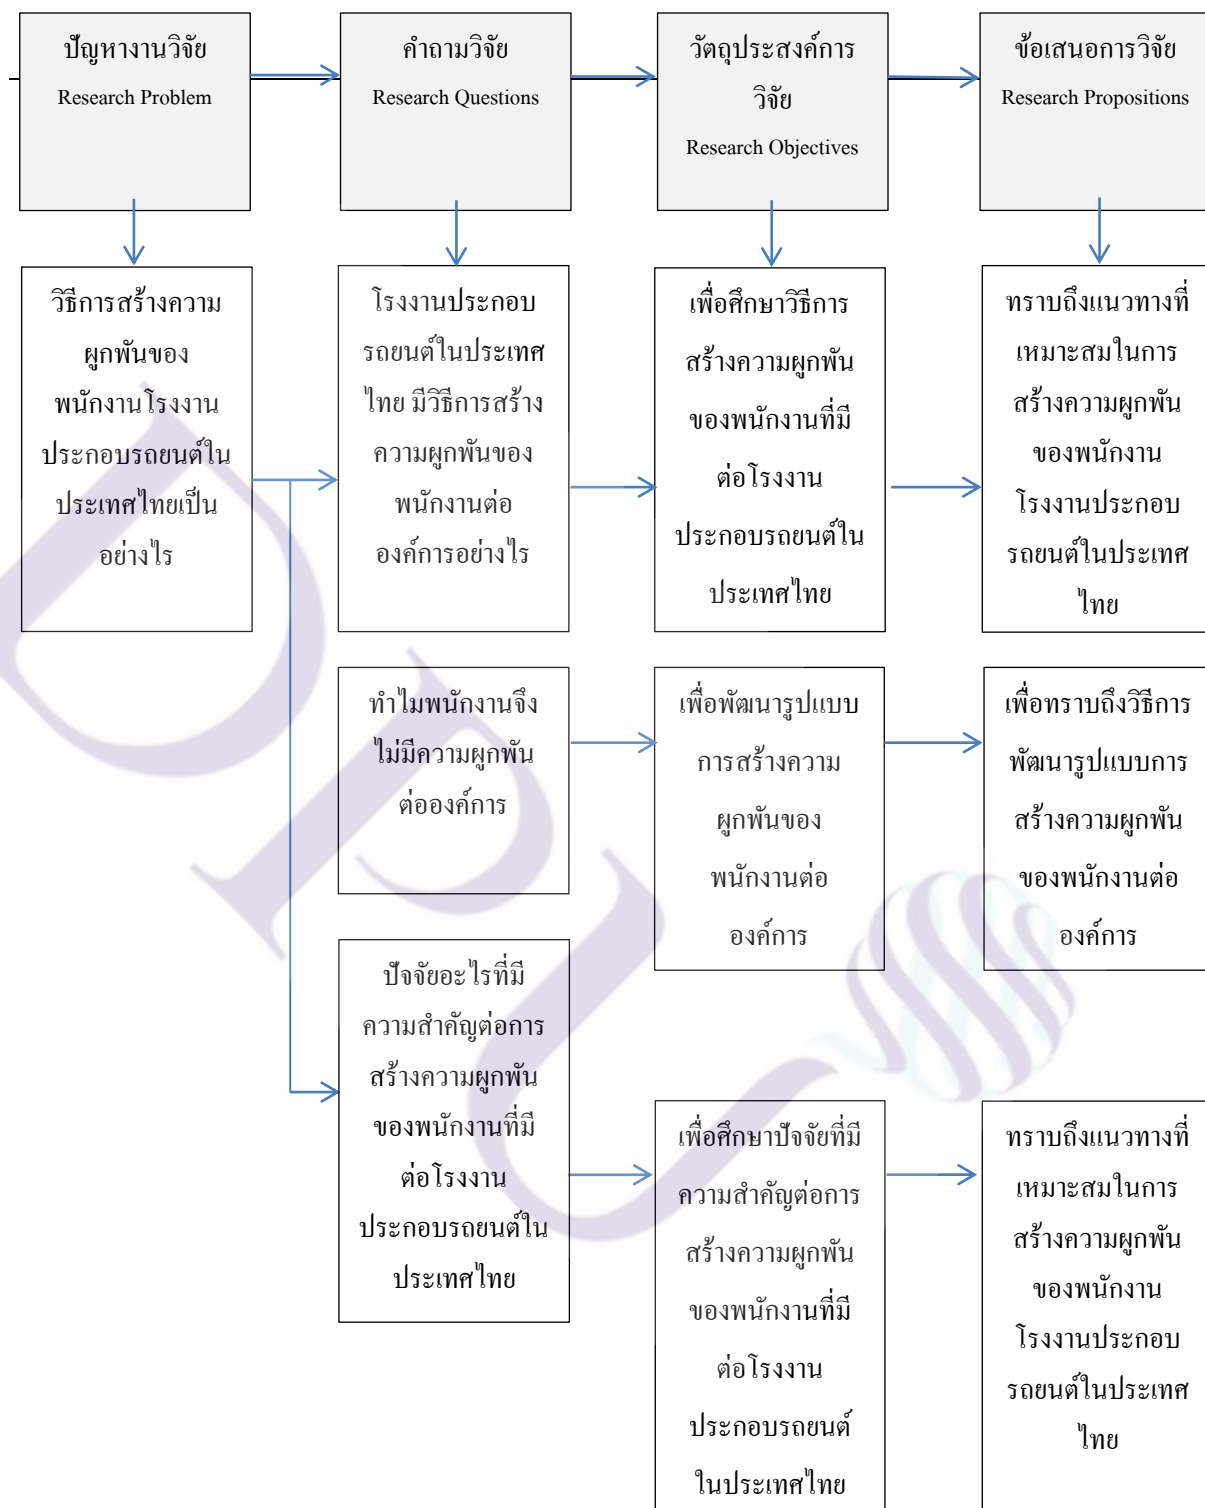 ปัญหางานวิจัย
Research Problem
คำถามวิจัย
Research Questions
วัตถุประสงค์การ
วิจัย
Research Objectives
ข้อเสนอการวิจัย
Research Propositions
วิธีการสร้างความ
ผูกพันของ
พนักงานโรงงาน
ประกอบรถยนต์ใน
ประเทศไทยเป็น
อย่างไร
โรงงานประกอบ
รถยนต์ในประเทศ
ไทย มีวิธีการสร้าง
ความผูกพันของ
พนักงานต่อ
องค์การอย่างไร
เพื่อศึกษาวิธีการ
สร้างความผูกพัน
ของพนักงานที่มี
ต่อโรงงาน
ประกอบรถยนต์ใน
ประเทศไทย
ทราบถึงแนวทางที่
เหมาะสมในการ
สร้างความผูกพัน
ของพนักงาน
โรงงานประกอบ
รถยนต์ในประเทศ
ไทย
ทำไมพนักงานจึง
ไม่มีความผูกพัน
ต่อองค์การ
เพื่อพัฒนารูปแบบ
การสร้างความ
ผูกพันของ
พนักงานต่อ
องค์การ
เพื่อทราบถึงวิธีการ
พัฒนารูปแบบการ
สร้างความผูกพัน
ของพนักงานต่อ
องค์การ
ปัจจัยอะไรที่มี
ความสำคัญต่อการ
สร้างความผูกพัน
ของพนักงานที่มี
ต่อโรงงาน
ประกอบรถยนต์ใน
ประเทศไทย
เพื่อศึกษาปัจจัยที่มี
ความสำคัญต่อการ
สร้างความผูกพัน
ของพนักงานที่มี
ต่อโรงงาน
ประกอบรถยนต์
ในประเทศไทย
ทราบถึงแนวทางที่
เหมาะสมในการ
สร้างความผูกพัน
ของพนักงาน
โรงงานประกอบ
รถยนต์ในประเทศ
ไทย
DPU